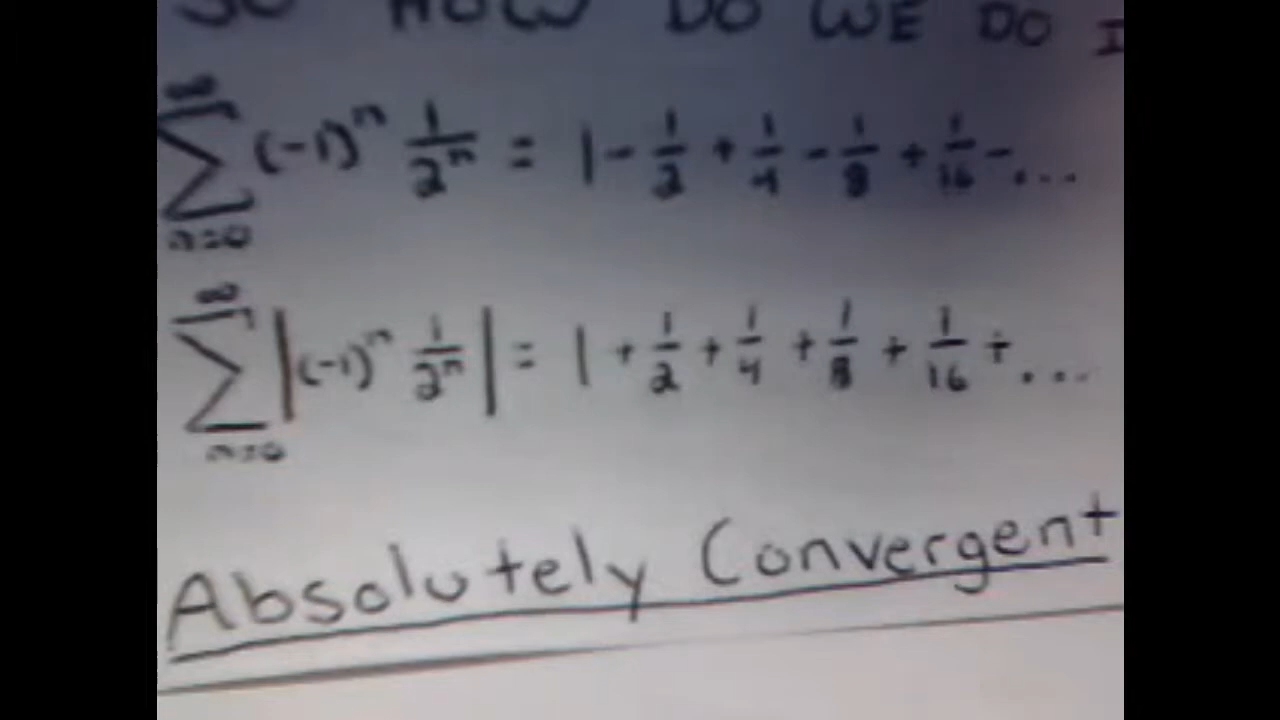 SO HOW DO WE DO I
∞ ∑ n=0 (-1)^n 1/2^n = 1 - 1/2 + 1/4 - 1/8 + 1/16 - ...
∞ ∑ n=0 |(-1)^n 1/2^n| = 1 + 1/2 + 1/4 + 1/8 + 1/16 + ...
Absolutely Convergent